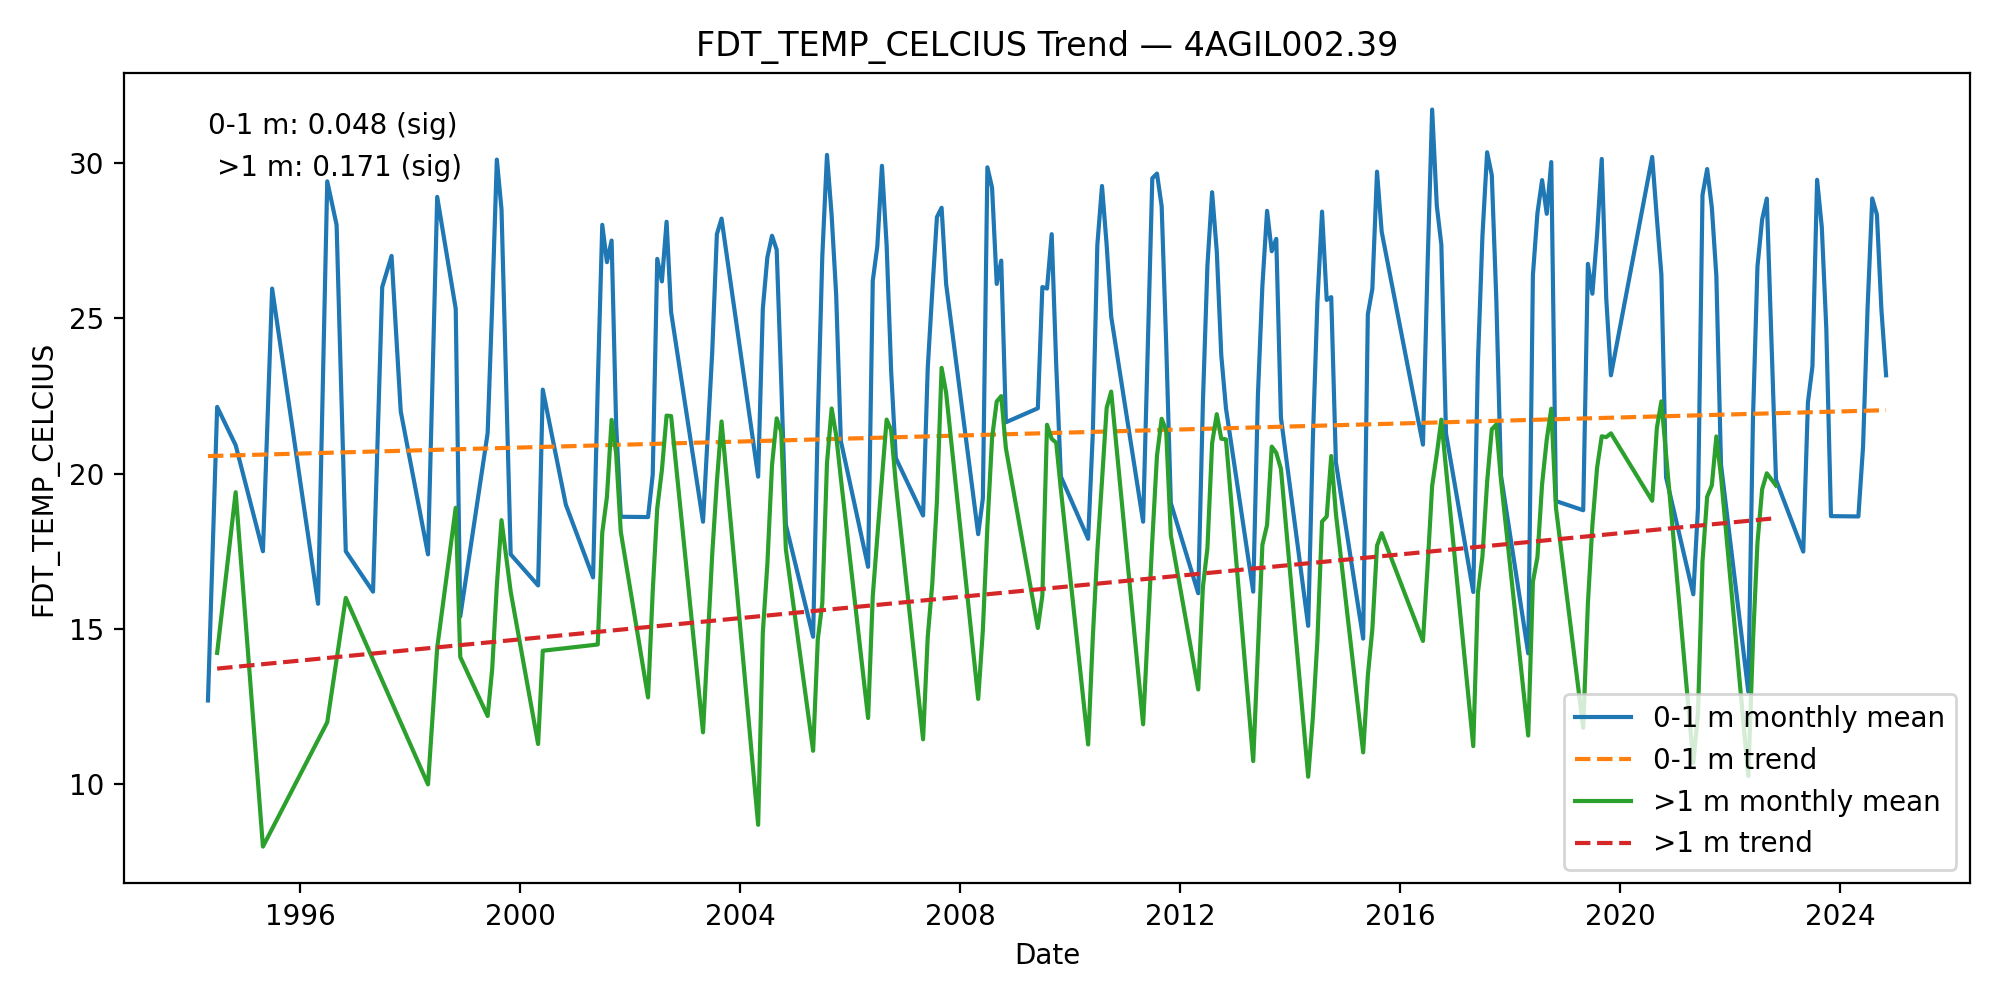 FDT_TEMP_CELCIUS Trend — 4AGIL002.39
0-1 m: 0.048 (sig)
>1 m: 0.171 (sig)
FDT_TEMP_CELCIUS
30
25
20
15
10
0-1 m monthly mean
0-1 m trend
>1 m monthly mean
>1 m trend
1996
2000
2004
2008
2012
2016
2020
2024
Date